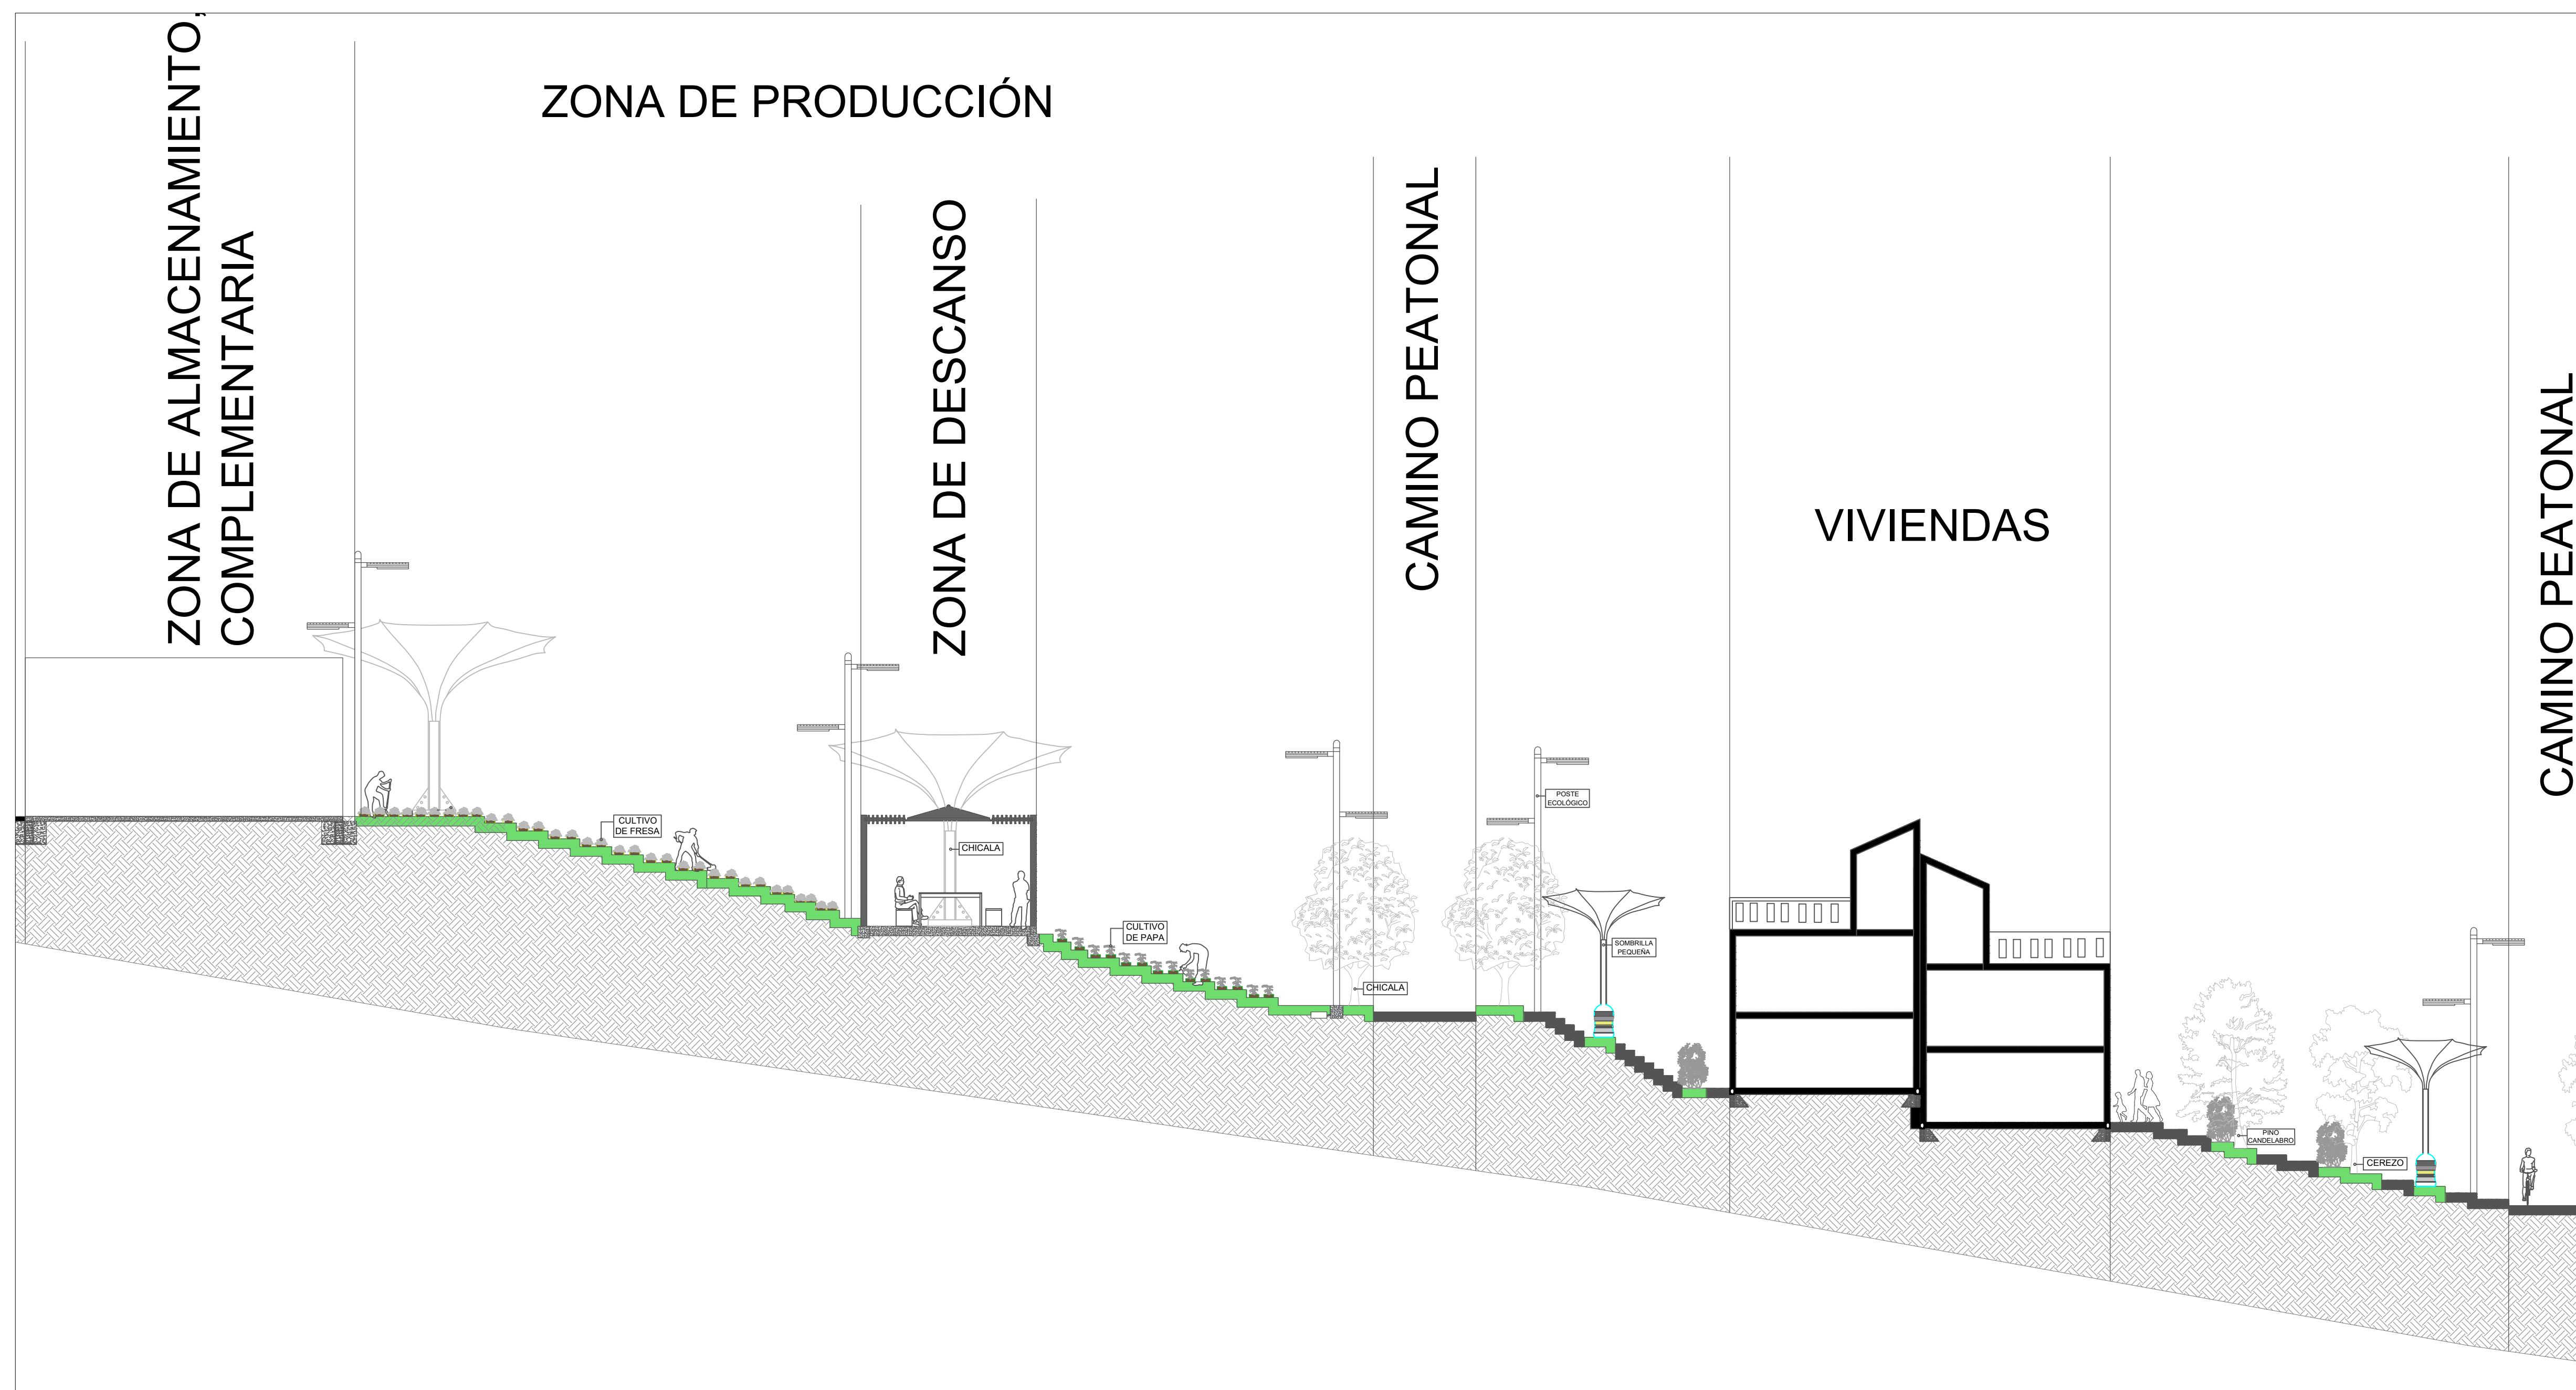 ZONA DE ALMACENAMIENTO,
COMPLEMENTARIA
ZONA DE PRODUCCIÓN
ZONA DE DESCANSO
CAMINO PEATONAL
VIVIENDAS
CAMINO PEATONAL
CULTIVO
DE FRESA
CHICALA
CULTIVO
DE PAPA
CHICALA
POSTE
ECOLÓGICO
SOMBRILLA
PEQUEÑA
PINO
CANDELABRO
CEREZO